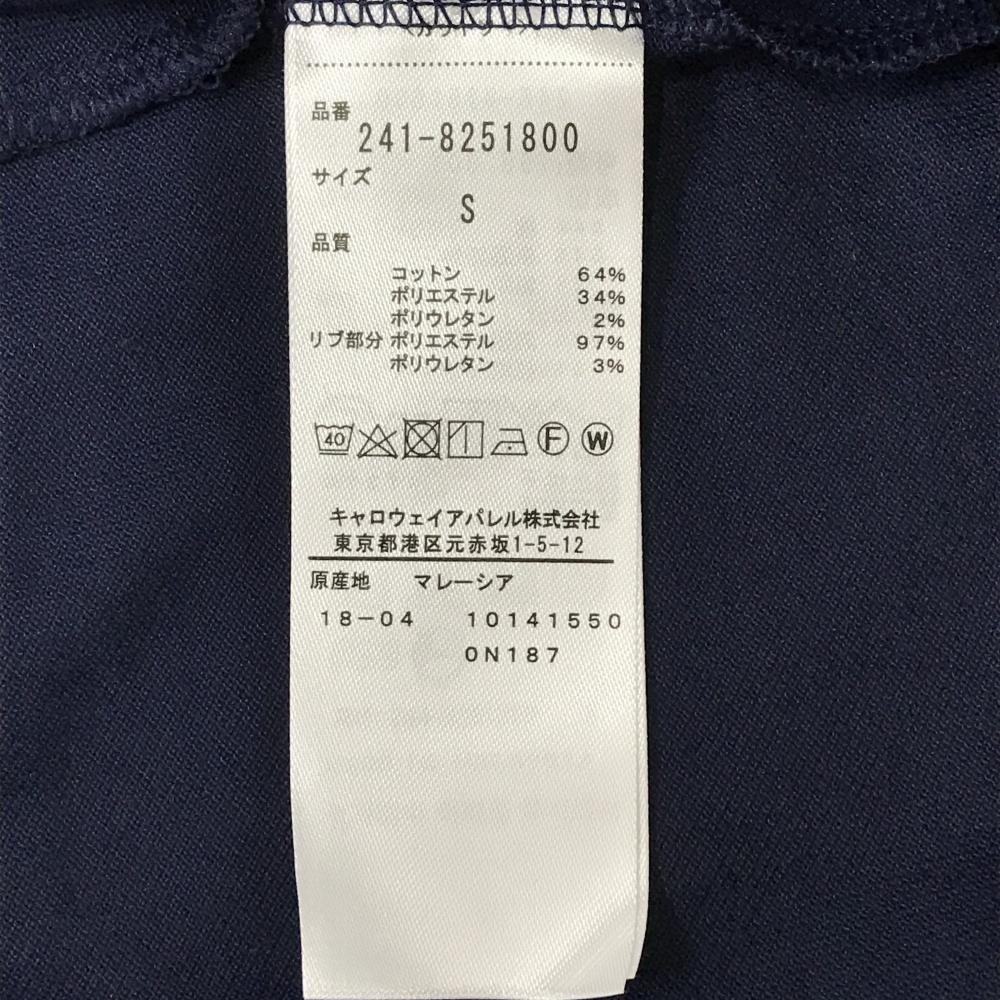 品番
241-8251800
サイズ
S
品質
コットン 64%
ポリエステル 34%
ポリウレタン 2%
リブ部分 ポリエステル 97%
ポリウレタン 3%
40 F W
キャロウェイアパレル株式会社
東京都港区元赤坂1-5-12
原産地 マレーシア
18-04 10141550
0N187